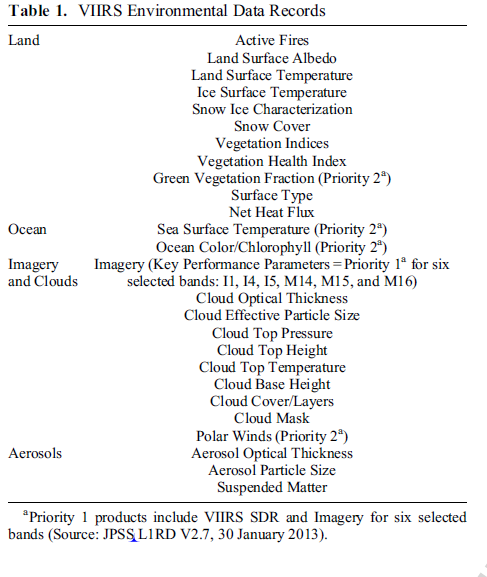 Table 1. VIIRS Environmental Data Records
Land Active Fires
Land Surface Albedo
Land Surface Temperature
Ice Surface Temperature
Snow Ice Characterization
Snow Cover
Vegetation Indices
Vegetation Health Index
Green Vegetation Fraction (Priority 2a)
Surface Type
Net Heat Flux
Ocean Sea Surface Temperature (Priority 2a)
Ocean Color/Chlorophyll (Priority 2a)
Imagery Imagery (Key Performance Parameters = Priority 1a for six
and Clouds selected bands: I1, I4, I5, M14, M15, and M16)
Cloud Optical Thickness
Cloud Effective Particle Size
Cloud Top Pressure
Cloud Top Height
Cloud Top Temperature
Cloud Base Height
Cloud Cover/Layers
Cloud Mask
Polar Winds (Priority 2a)
Aerosols Aerosol Optical Thickness
Aerosol Particle Size
Suspended Matter
aPriority 1 products include VIIRS SDR and Imagery for six selected
bands (Source: JPSS L1RD V2.7, 30 January 2013).